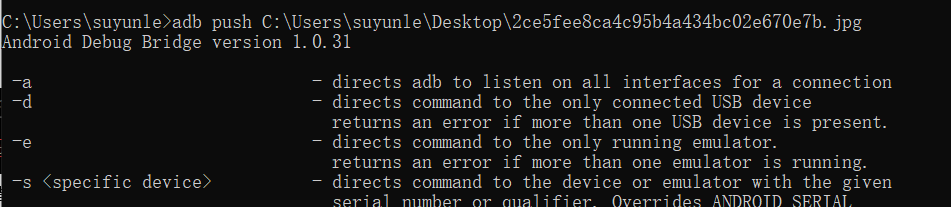 C:\Users\suyunle>adb push C:\Users\suyunle\Desktop\2ce5fee8ca4c95b4a434bc02e670e7b.jpg
Android Debug Bridge version 1.0.31
-a - directs adb to listen on all interfaces for a connection
-d - directs command to the only connected USB device
returns an error if more than one USB device is present.
-e - directs command to the only running emulator.
returns an error if more than one emulator is running.
-s <specific device> - directs command to the device or emulator with the given
serial number or qualifier. Overrides ANDROID_SERIAL